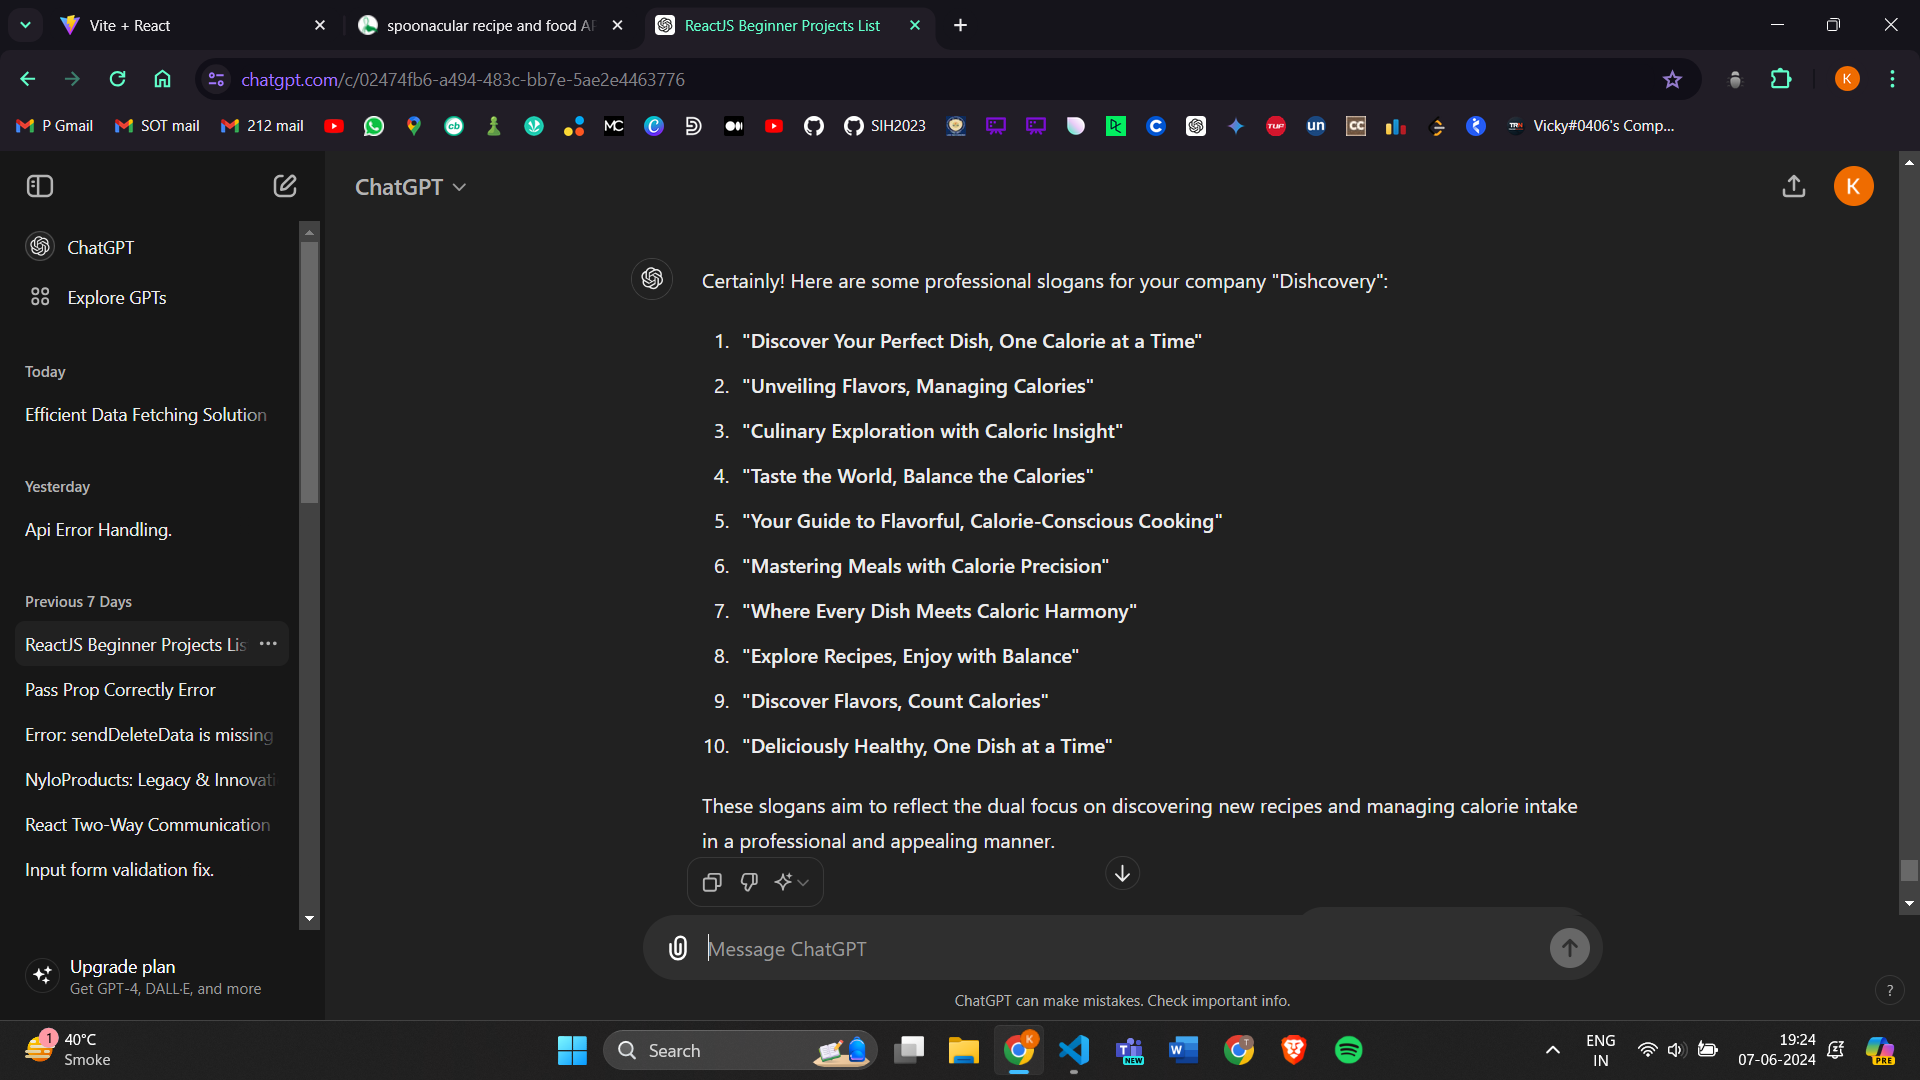 Vite + React
spoonacular recipe and food AP
ReactJS Beginner Projects List
chatgpt.com/c/02474fb6-a494-483c-bb7e-5ae2e4463776
K
P Gmail
SOT mail
212 mail
SIH2023
Vicky#0406's Comp...
ChatGPT
K
ChatGPT
Explore GPTs
Today
Efficient Data Fetching Solution
Yesterday
Api Error Handling.
Previous 7 Days
ReactJS Beginner Projects Lis
Pass Prop Correctly Error
Error: sendDeleteData is missing
NyloProducts: Legacy & Innovati
React Two-Way Communication
Input form validation fix.
Upgrade plan
Get GPT-4, DALL·E, and more
Certainly! Here are some professional slogans for your company "Dishcovery":
1. "Discover Your Perfect Dish, One Calorie at a Time"
2. "Unveiling Flavors, Managing Calories"
3. "Culinary Exploration with Caloric Insight"
4. "Taste the World, Balance the Calories"
5. "Your Guide to Flavorful, Calorie-Conscious Cooking"
6. "Mastering Meals with Calorie Precision"
7. "Where Every Dish Meets Caloric Harmony"
8. "Explore Recipes, Enjoy with Balance"
9. "Discover Flavors, Count Calories"
10. "Deliciously Healthy, One Dish at a Time"
These slogans aim to reflect the dual focus on discovering new recipes and managing calorie intake
in a professional and appealing manner.
Message ChatGPT
ChatGPT can make mistakes. Check important info.
?
1
40°C
Smoke
Search
ENG
IN
19:24
07-06-2024